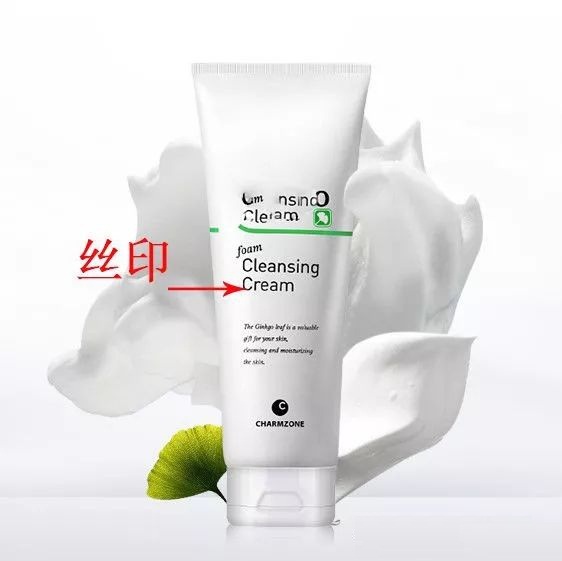 foam
丝印
Cleansing
Cream
The Ginkgo leaf is a valuable
gift for your skin,
cleansing and moisturizing
the skin.
C
CHARMZONE